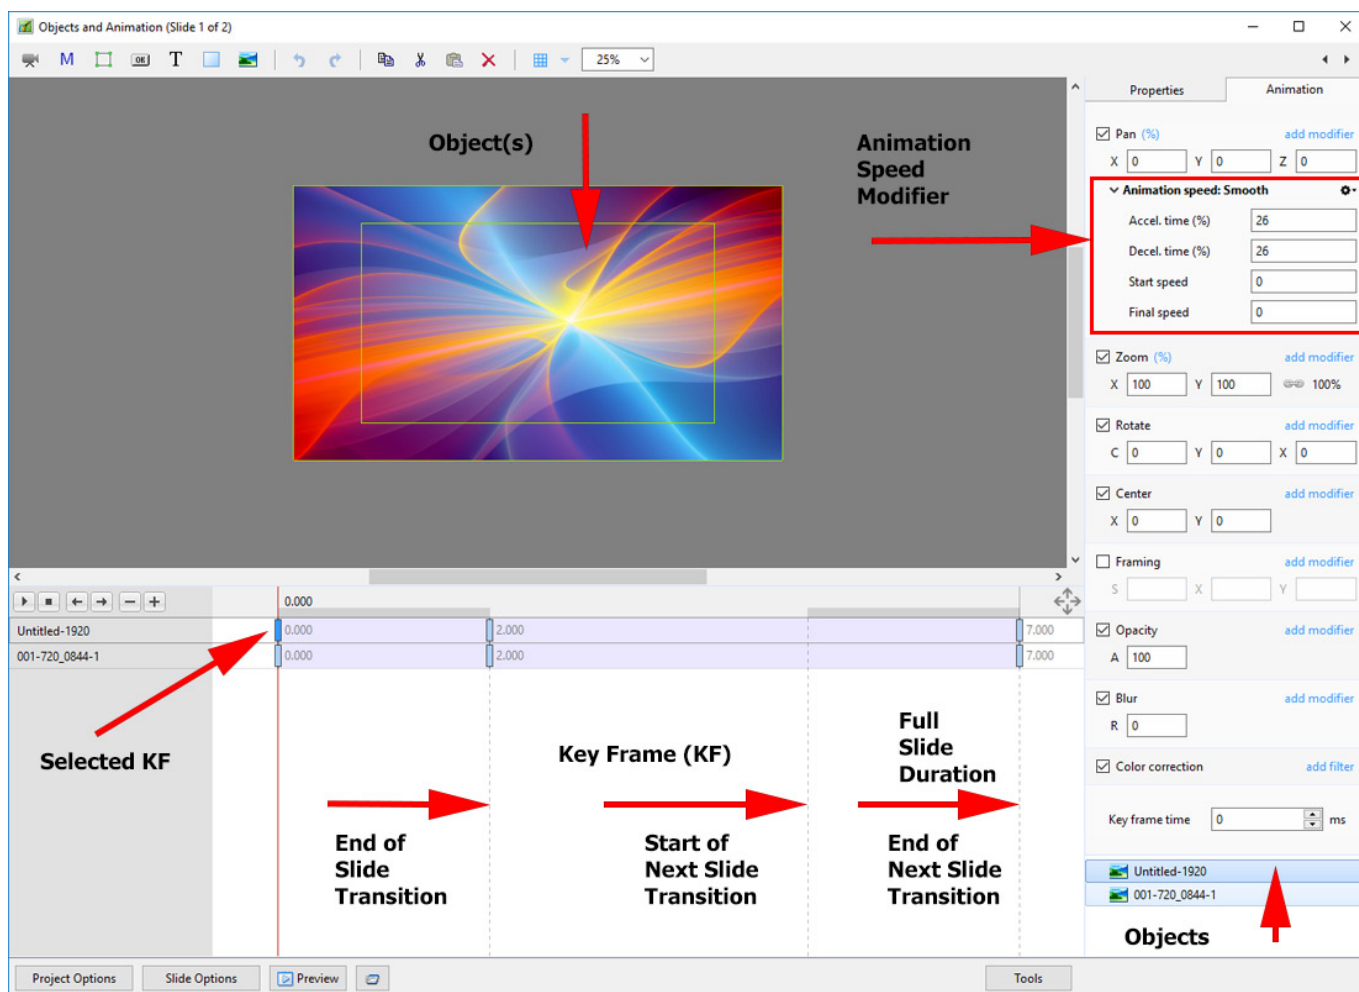 Objects and Animation (Slide 1 of 2)
M OK T 25%
Properties Animation
Object(s)
Animation
Speed
Modifier
Pan (%) add modifier
X 0 Y 0 Z 0
Animation speed: Smooth
Accel. time (%) 26
Decel. time (%) 26
Start speed 0
Final speed 0
Zoom (%) add modifier
X 100 Y 100 100%
Rotate add modifier
C 0 Y 0 X 0
Center add modifier
X 0 Y 0
Framing add modifier
S X Y
Opacity add modifier
A 100
Blur add modifier
R 0
Color correction add filter
Key frame time 0 ms
Untitled-1920
001-720_0844-1
Objects
0.000
Untitled-1920 0.000 2.000 7.000
001-720_0844-1 0.000 2.000 7.000
Selected KF
Key Frame (KF)
Full
Slide
Duration
End of
Slide
Transition
Start of
Next Slide
Transition
End of
Next Slide
Transition
Project Options Slide Options Preview Tools